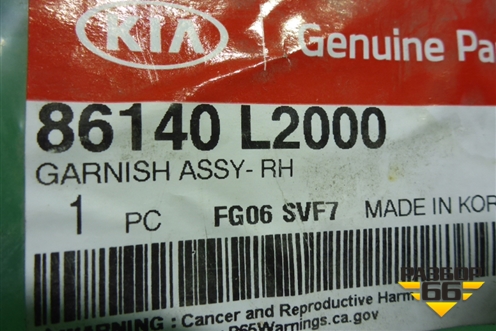 KIA Genuine Pa
86140 L2000
GARNISH ASSY- RH
1 PC FG06 SVF7 MADE IN KOR
WARNING : Cancer and Reproductive Harm
P65Warnings.ca.gov
РАЗБОР
66